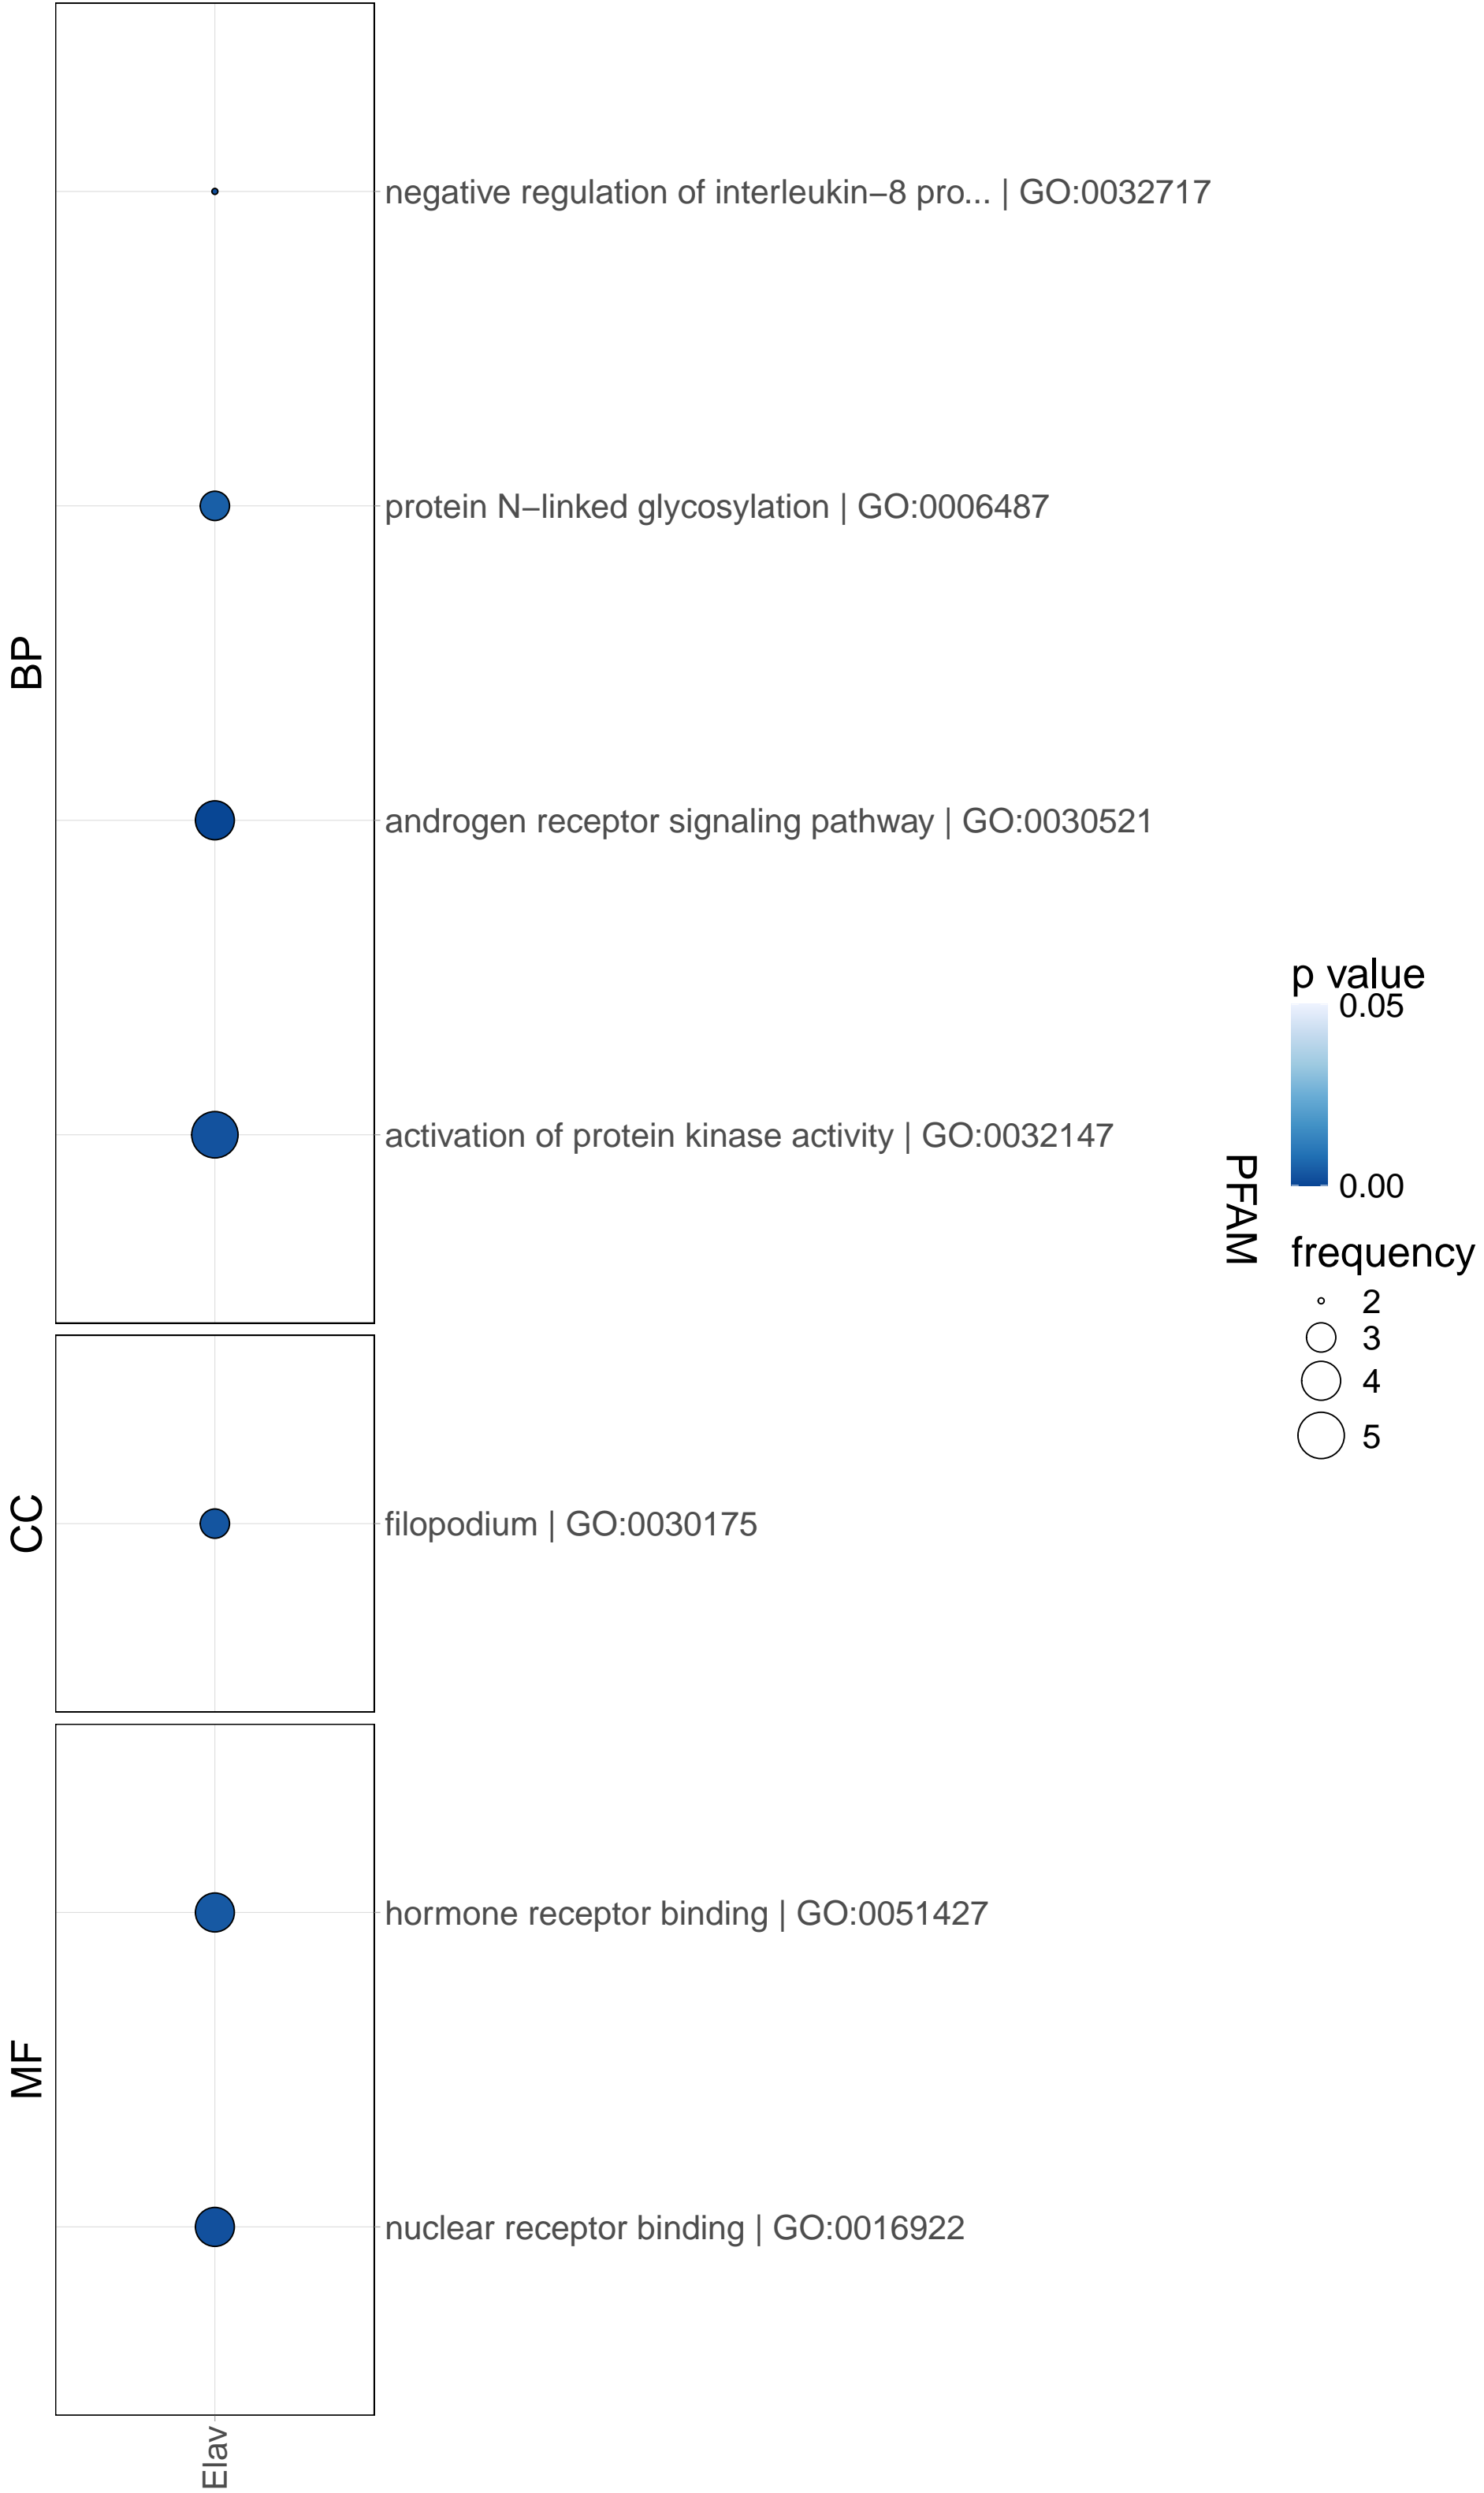 BP
negative regulation of interleukin−8 pro... | GO:0032717
protein N−linked glycosylation | GO:0006487
androgen receptor signaling pathway | GO:0030521
activation of protein kinase activity | GO:0032147
CC
filopodium | GO:0030175
MF
hormone receptor binding | GO:0051427
nuclear receptor binding | GO:0016922
Elav
PFAM
p value
0.05
0.00
frequency
2
3
4
5